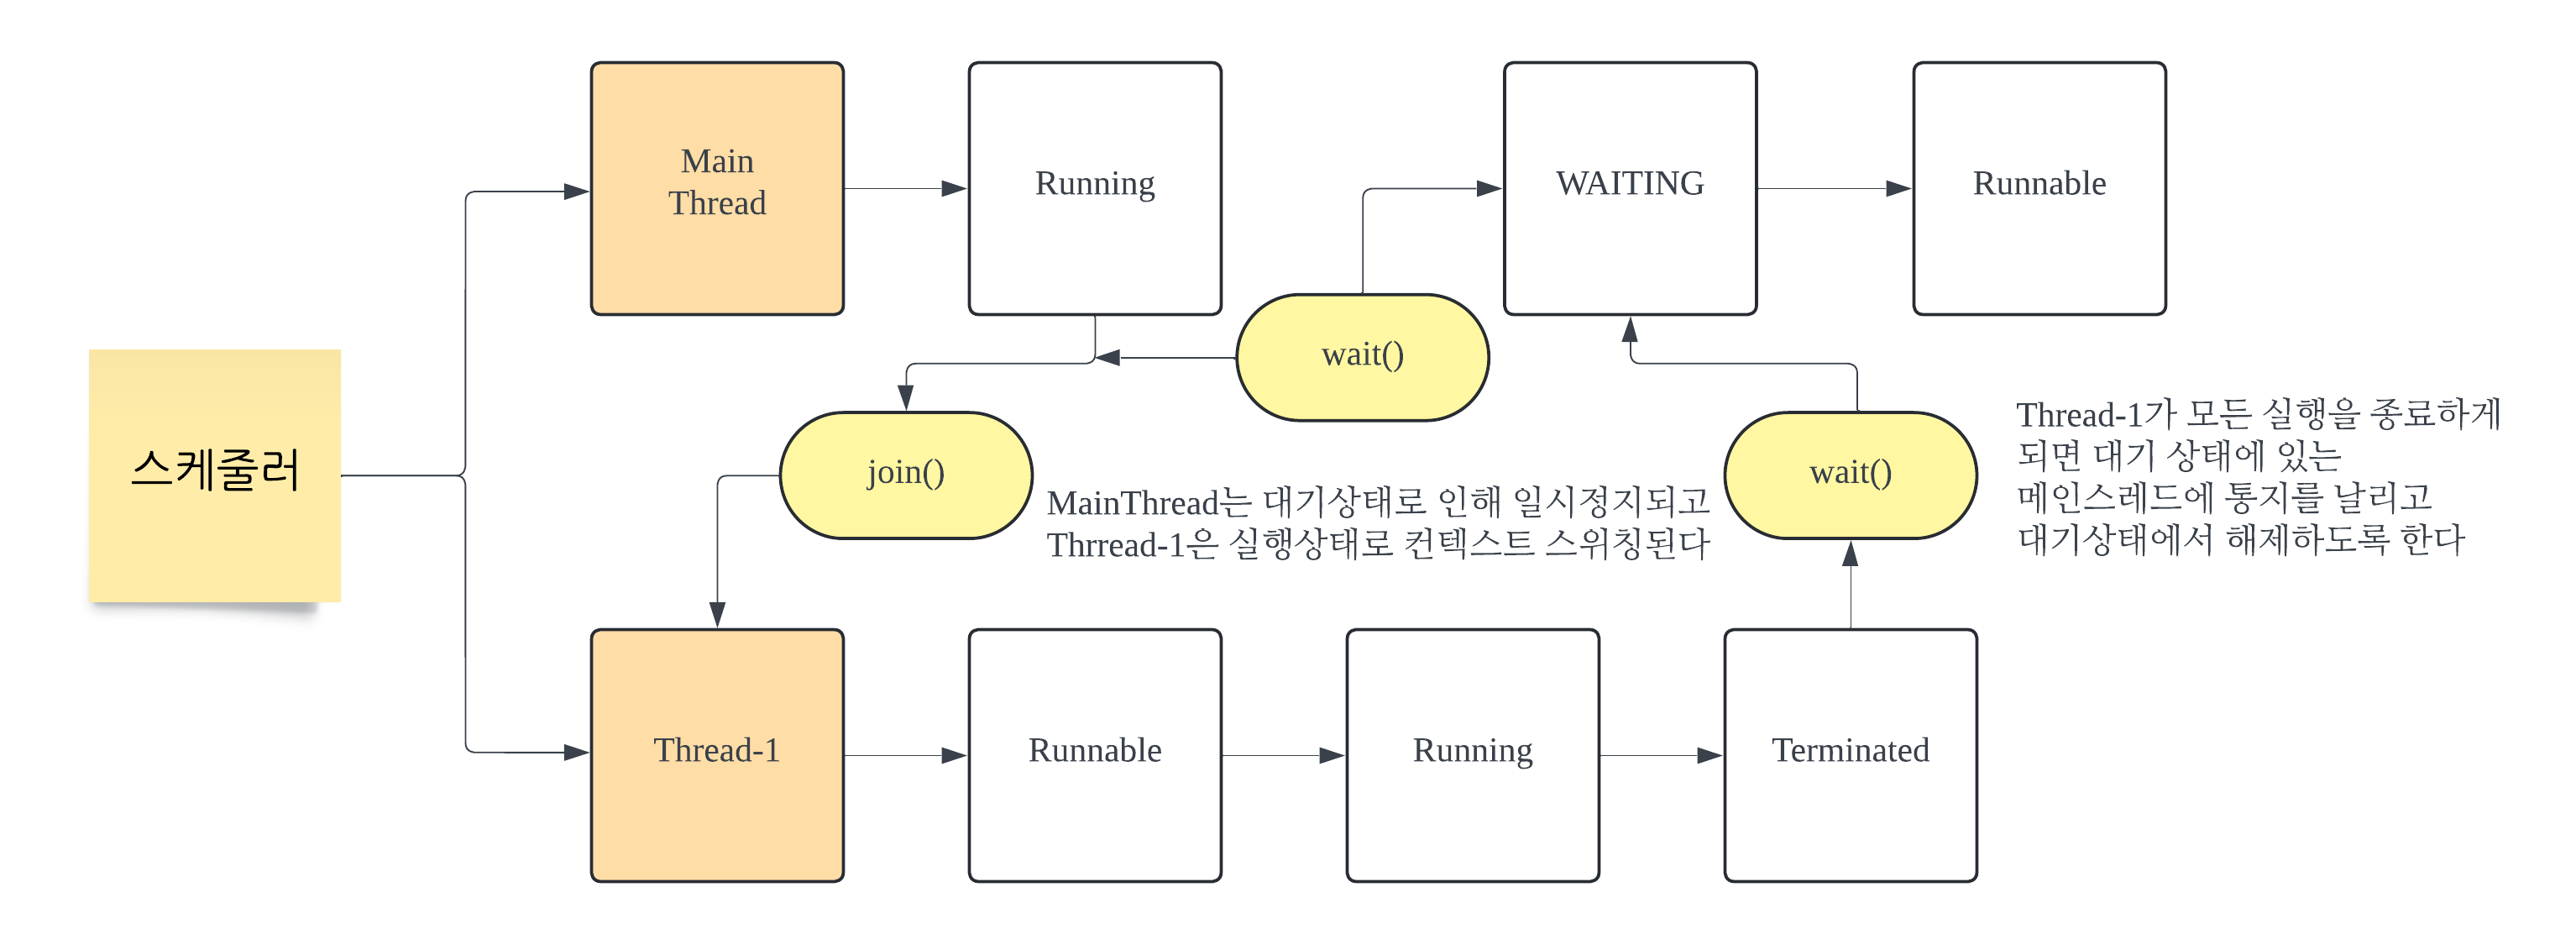 Main
Thread
Running
WAITING
Runnable
wait()
스케줄러
join()
MainThread는 대기상태로 인해 일시정지되고
Thrread-1은 실행상태로 컨텍스트 스위칭된다
wait()
Thread-1가 모든 실행을 종료하게
되면 대기 상태에 있는
메인스레드에 통지를 날리고
대기상태에서 해제하도록 한다
Thread-1
Runnable
Running
Terminated